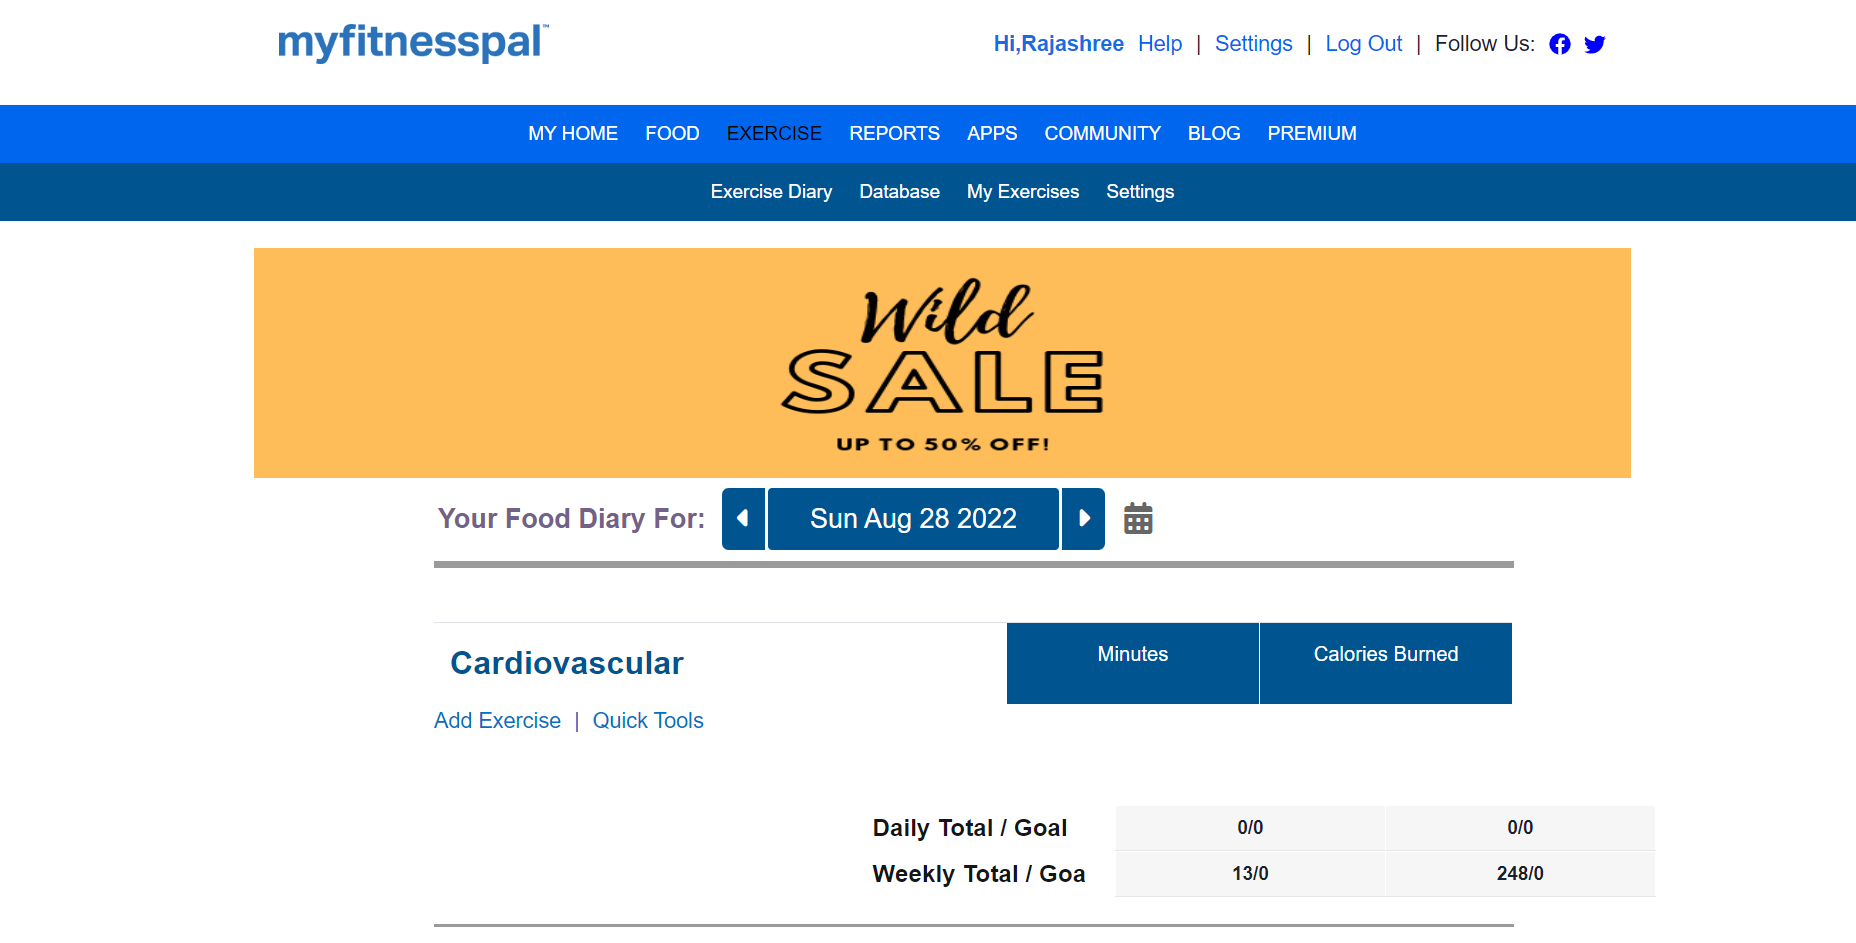 myfitnesspal™
Hi,Rajashree Help | Settings | Log Out | Follow Us:
MY HOME FOOD EXERCISE REPORTS APPS COMMUNITY BLOG PREMIUM
Exercise Diary Database My Exercises Settings
Wild
SALE
UP TO 50% OFF!
Your Food Diary For: Sun Aug 28 2022
Cardiovascular Minutes Calories Burned
Add Exercise | Quick Tools
Daily Total / Goal 0/0 0/0
Weekly Total / Goa 13/0 248/0